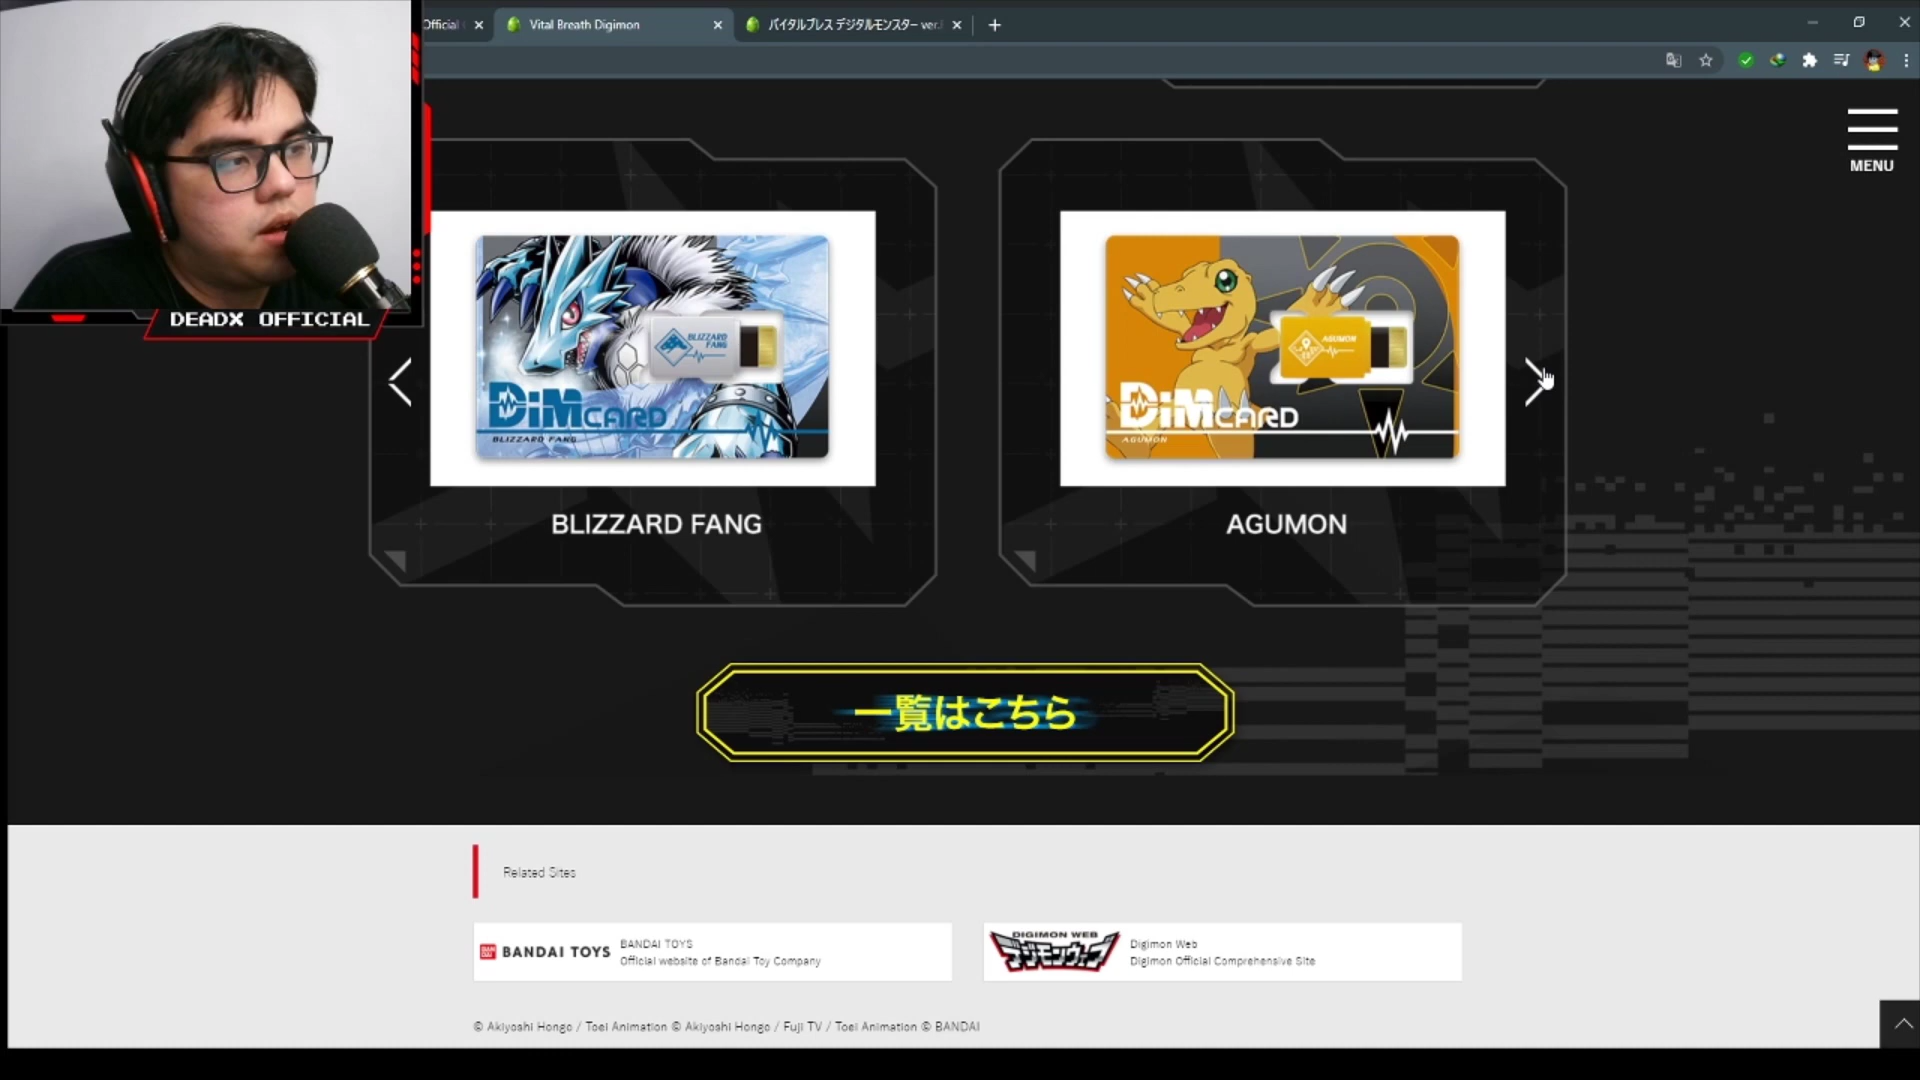 Official
Vital Breath Digimon
バイタルブレス デジタルモンスター ver.
MENU
DEADX OFFICIAL
BLIZZARD
FANG
DiMCARD
BLIZZARD FANG
AGUMON
DiMCARD
AGUMON
BLIZZARD FANG
AGUMON
一覧はこちら
Related Sites
BAN
DAI
BANDAI TOYS
BANDAI TOYS
Official website of Bandai Toy Company
DIGIMON WEB
デジモンウェブ
Digimon Web
Digimon Official Comprehensive Site
© Akiyoshi Hongo / Toei Animation © Akiyoshi Hongo / Fuji TV / Toei Animation © BANDAI